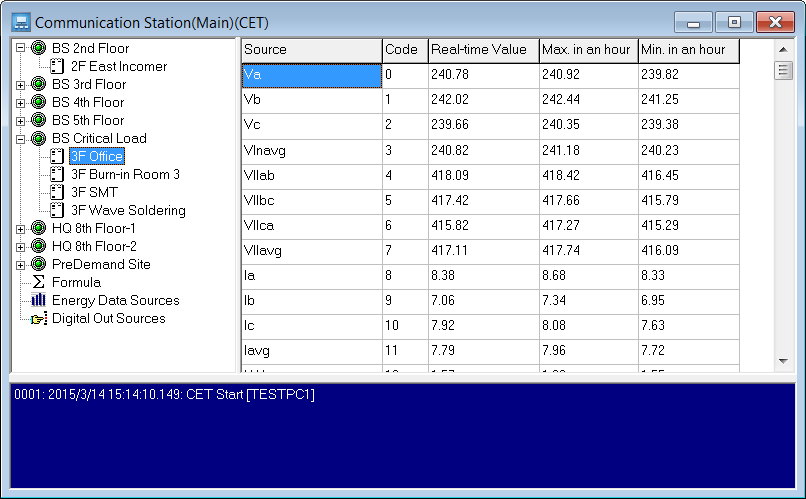 Communication Station(Main)(CET)
BS 2nd Floor
2F East Incomer
BS 3rd Floor
BS 4th Floor
BS 5th Floor
BS Critical Load
3F Office
3F Burn-in Room 3
3F SMT
3F Wave Soldering
HQ 8th Floor-1
HQ 8th Floor-2
PreDemand Site
Σ Formula
Energy Data Sources
Digital Out Sources
Source Code Real-time Value Max. in an hour Min. in an hour
Va 0 240.78 240.92 239.82
Vb 1 242.02 242.44 241.25
Vc 2 239.66 240.35 239.38
Vlnavg 3 240.82 241.18 240.23
Vllab 4 418.09 418.42 416.45
Vllbc 5 417.42 417.66 415.79
Vllca 6 415.82 417.27 415.29
Vllavg 7 417.11 417.74 416.09
Ia 8 8.38 8.68 8.33
Ib 9 7.06 7.34 6.95
Ic 10 7.92 8.08 7.63
Iavg 11 7.79 7.96 7.72
0001: 2015/3/14 15:14:10.149: CET Start [TESTPC1]